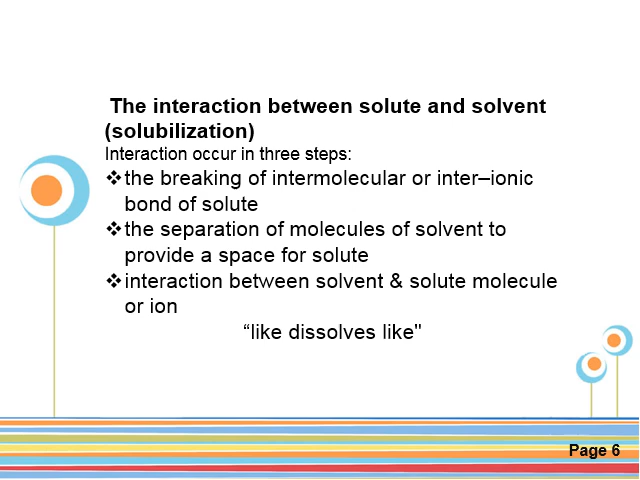 The interaction between solute and solvent
(solubilization)
Interaction occur in three steps:
❖the breaking of intermolecular or inter–ionic
bond of solute
❖the separation of molecules of solvent to
provide a space for solute
❖interaction between solvent & solute molecule
or ion
“like dissolves like"
Page 6